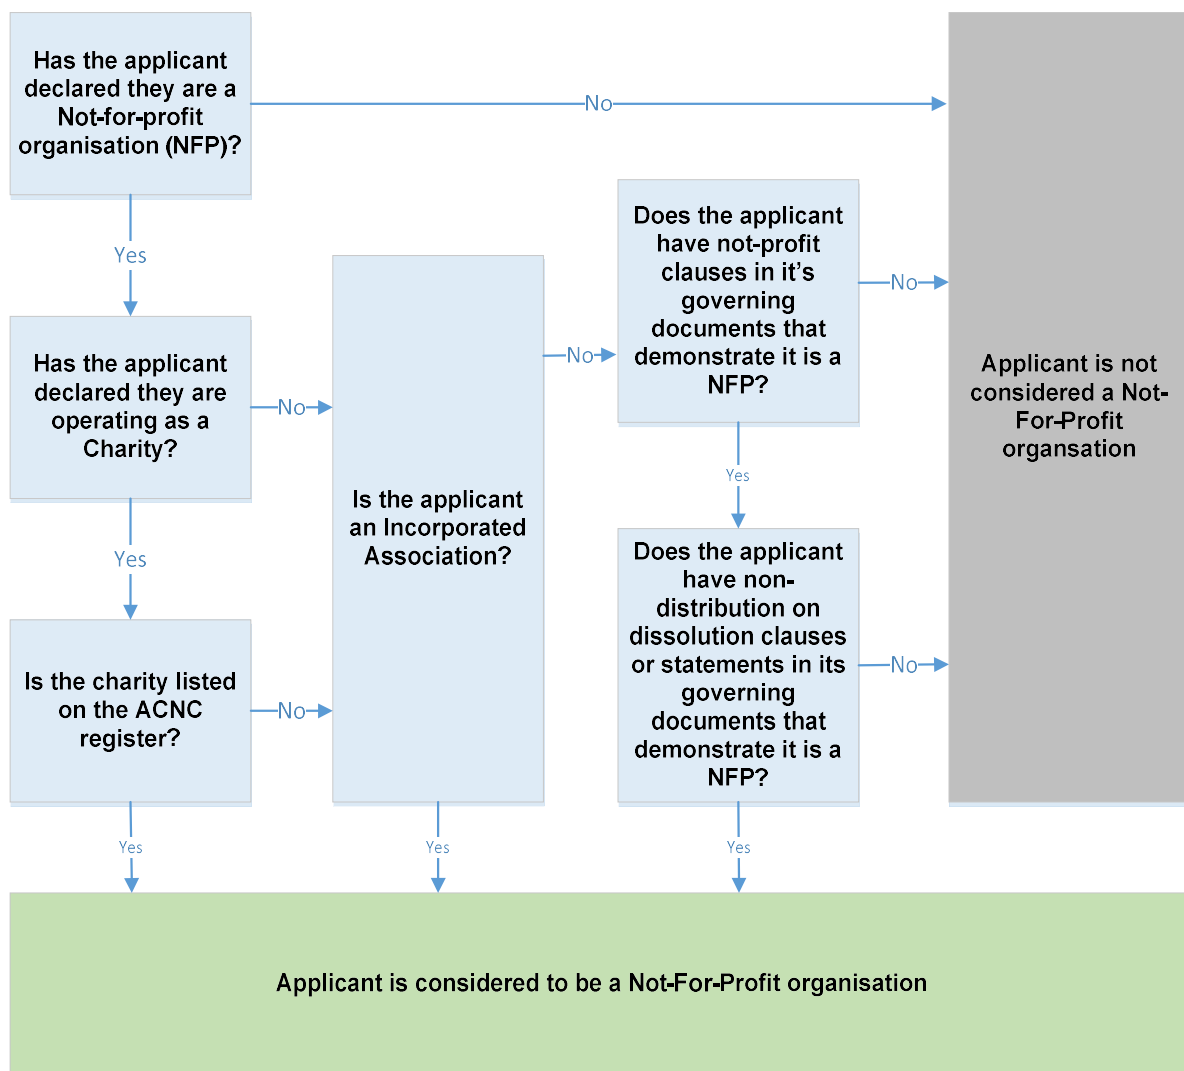 Has the applicant
declared they are a
Not-for-profit
organisation (NFP)?
No
Yes
Has the applicant
declared they are
operating as a
Charity?
No
Yes
Is the charity listed
on the ACNC
register?
No
Yes
Is the applicant
an Incorporated
Association?
No
Yes
Does the applicant
have not-profit
clauses in it’s
governing
documents that
demonstrate it is a
NFP?
No
Yes
Does the applicant
have non-
distribution on
dissolution clauses
or statements in its
governing
documents that
demonstrate it is a
NFP?
No
Yes
Applicant is not
considered a Not-
For-Profit
organsation
Applicant is considered to be a Not-For-Profit organisation